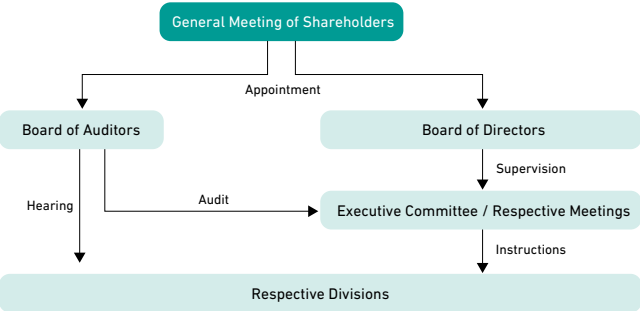 General Meeting of Shareholders
Appointment
Board of Auditors
Board of Directors
Supervision
Hearing
Audit
Executive Committee / Respective Meetings
Instructions
Respective Divisions